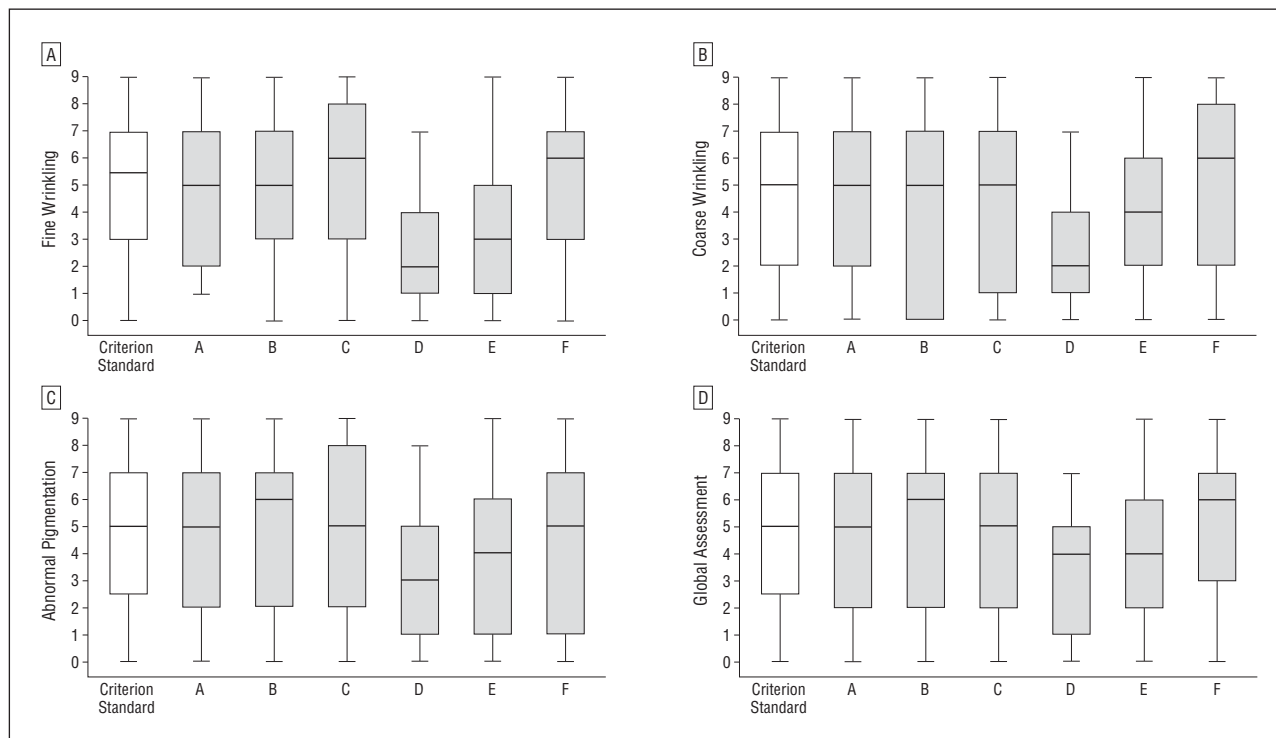 A
9
8
7
6
5
4
3
2
1
0
Fine Wrinkling
Criterion
Standard
A
B
C
D
E
F
B
9
8
7
6
5
4
3
2
1
0
Coarse Wrinkling
Criterion
Standard
A
B
C
D
E
F
C
9
8
7
6
5
4
3
2
1
0
Abnormal Pigmentation
Criterion
Standard
A
B
C
D
E
F
D
9
8
7
6
5
4
3
2
1
0
Global Assessment
Criterion
Standard
A
B
C
D
E
F